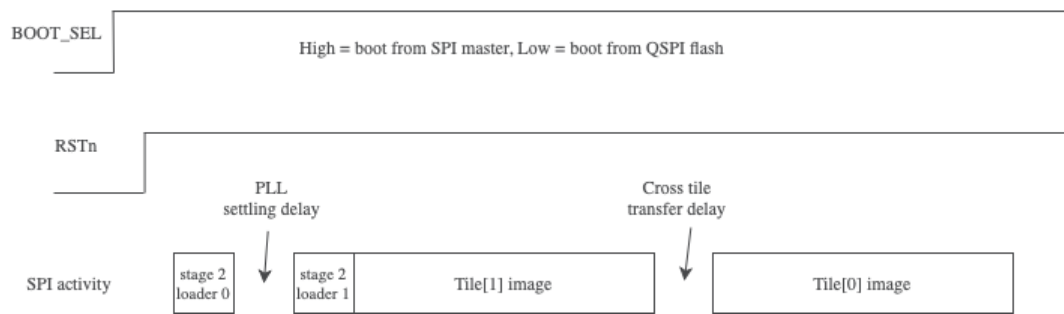 BOOT_SEL
High = boot from SPI master, Low = boot from QSPI flash
RSTn
PLL
settling delay
Cross tile
transfer delay
SPI activity
stage 2
loader 0
stage 2
loader 1
Tile[1] image
Tile[0] image